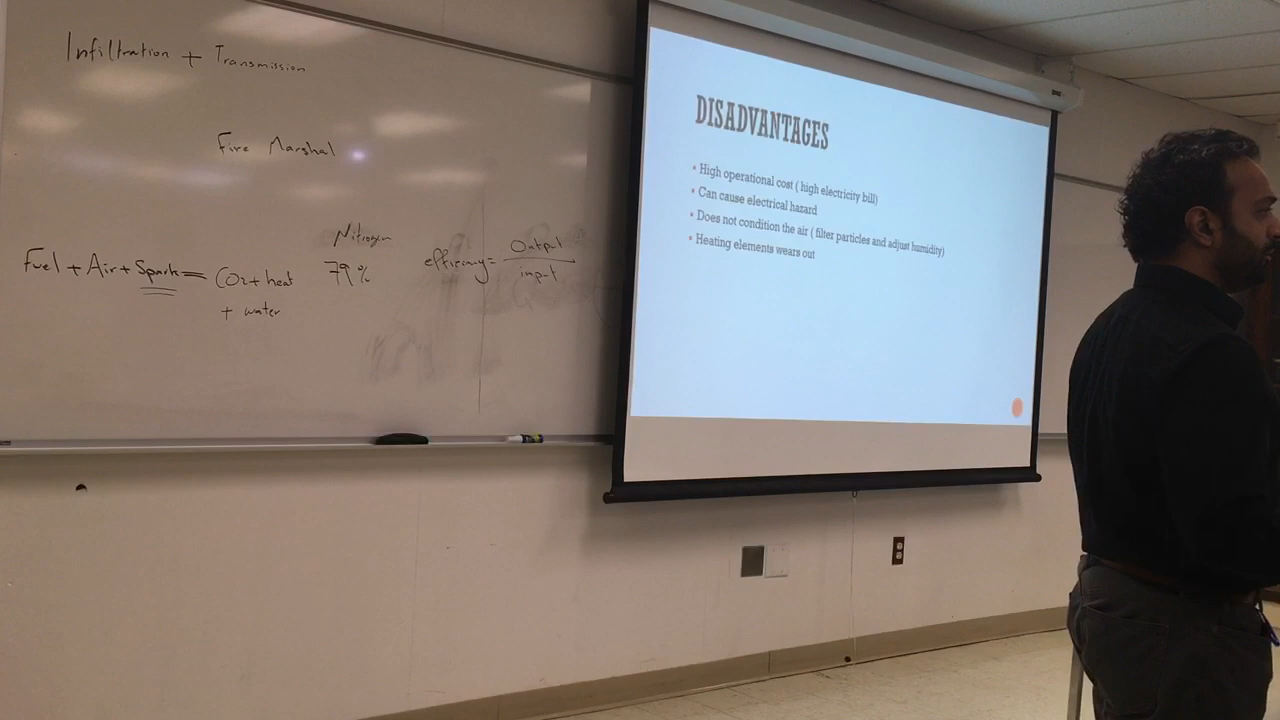 Infiltration + Transmission
Fire Marshal
Nitrogen
79%
Fuel + Air + Spark = CO2 + heat
+ water
efficiency = Output
input
DISADVANTAGES
High operational cost ( high electricity bill)
Can cause electrical hazard
Does not condition the air ( filter particles and adjust humidity)
Heating elements wears out